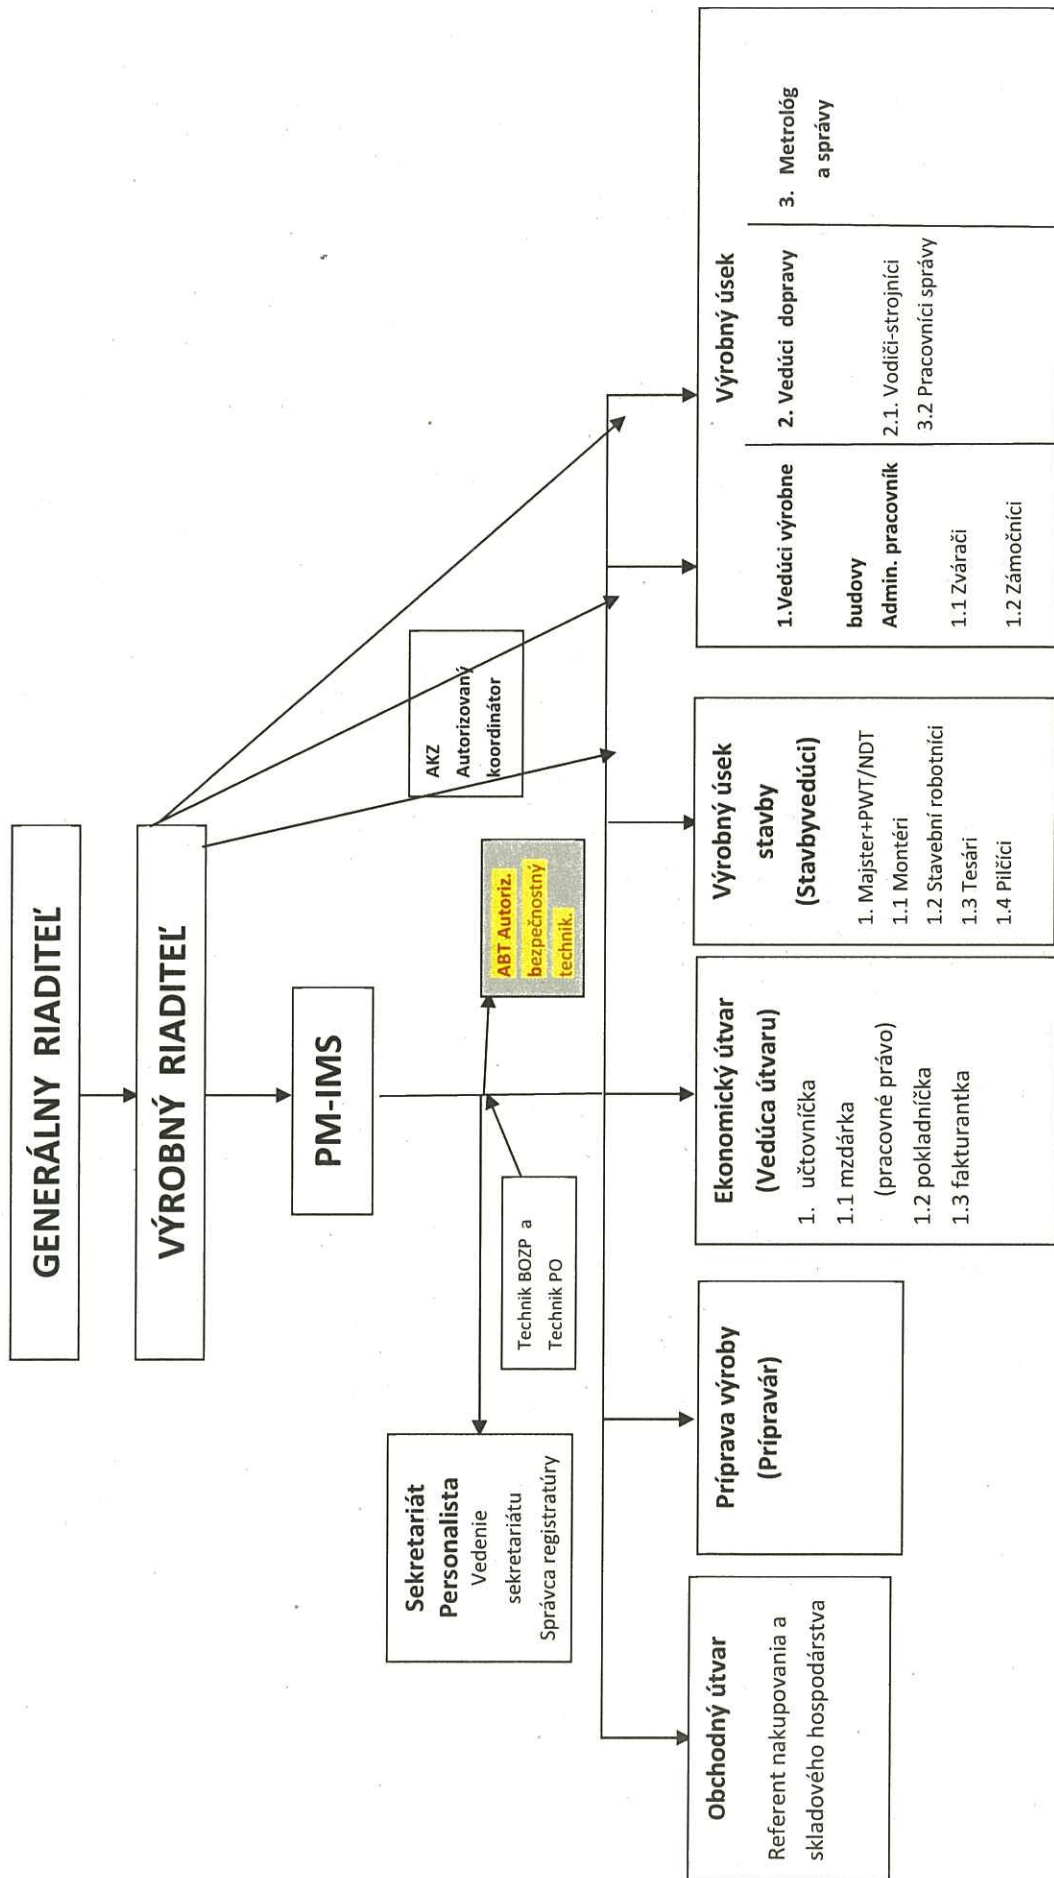 GENERÁLNY RIADITEĽ
VÝROBNÝ RIADITEĽ
PM-IMS
AKZ
Autorizovaný
koordinátor
Sekretariát
Personalista
Vedenie
sekretariátu
Správca registratúry
ABT Autoriz.
bezpečnostný
technik.
Technik BOZP a
Technik PO
Obchodný útvar
Referent nakupovania a
skladového hospodárstva
Príprava výroby
(Prípravár)
Ekonomický útvar
(Vedúca útvaru)
1. učtovníčka
1.1 mzdárka
(pracovné právo)
1.2 pokladníčka
1.3 fakturantka
Výrobný úsek
stavby
(Stavbyvedúci)
1. Majster+PWT/NDT
1.1 Montéri
1.2 Stavební robotníci
1.3 Tesári
1.4 Pilčíci
Výrobný úsek
1.Vedúci výrobne
budovy
Admin. pracovník
1.1 Zvárači
1.2 Zámočníci
2. Vedúci dopravy
2.1. Vodiči-strojníci
3.2 Pracovníci správy
3. Metrológ
a správy